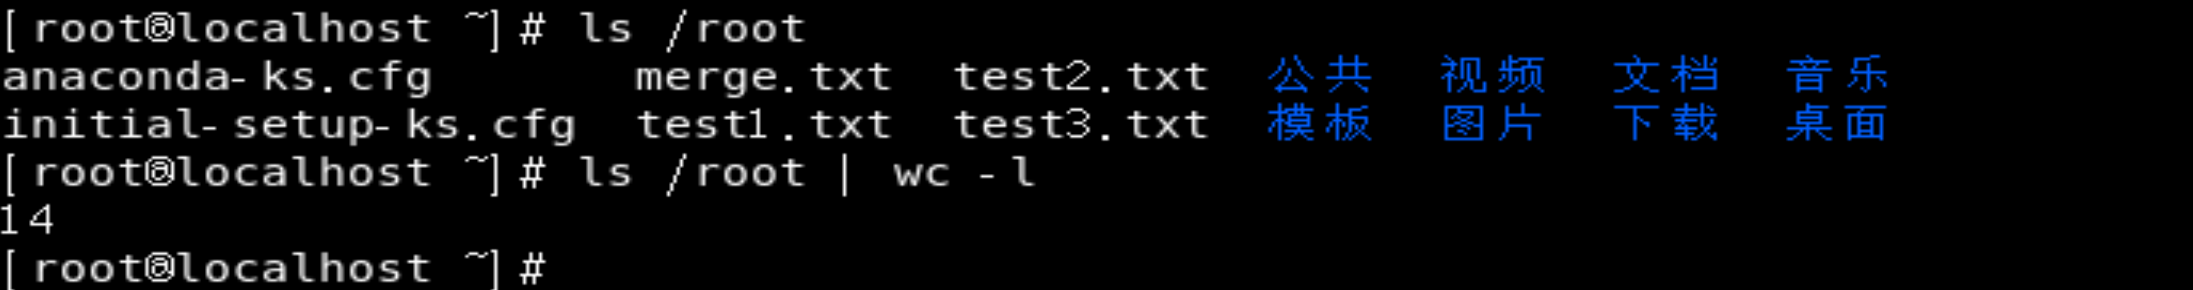 [root@localhost ~]# ls /root
anaconda-ks.cfg merge.txt test2.txt 公共 视频 文档 音乐
initial-setup-ks.cfg test1.txt test3.txt 模板 图片 下载 桌面
[root@localhost ~]# ls /root | wc -l
14
[root@localhost ~]#